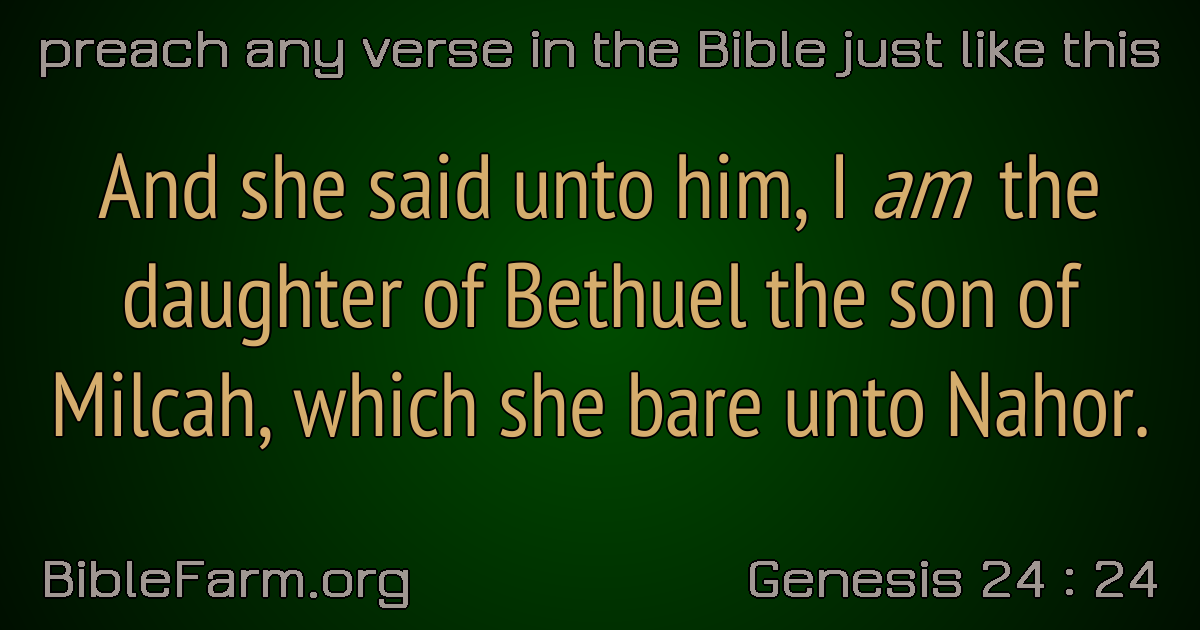 preach any verse in the Bible just like this
And she said unto him, I am the
daughter of Bethuel the son of
Milcah, which she bare unto Nahor.
BibleFarm.org
Genesis 24 : 24